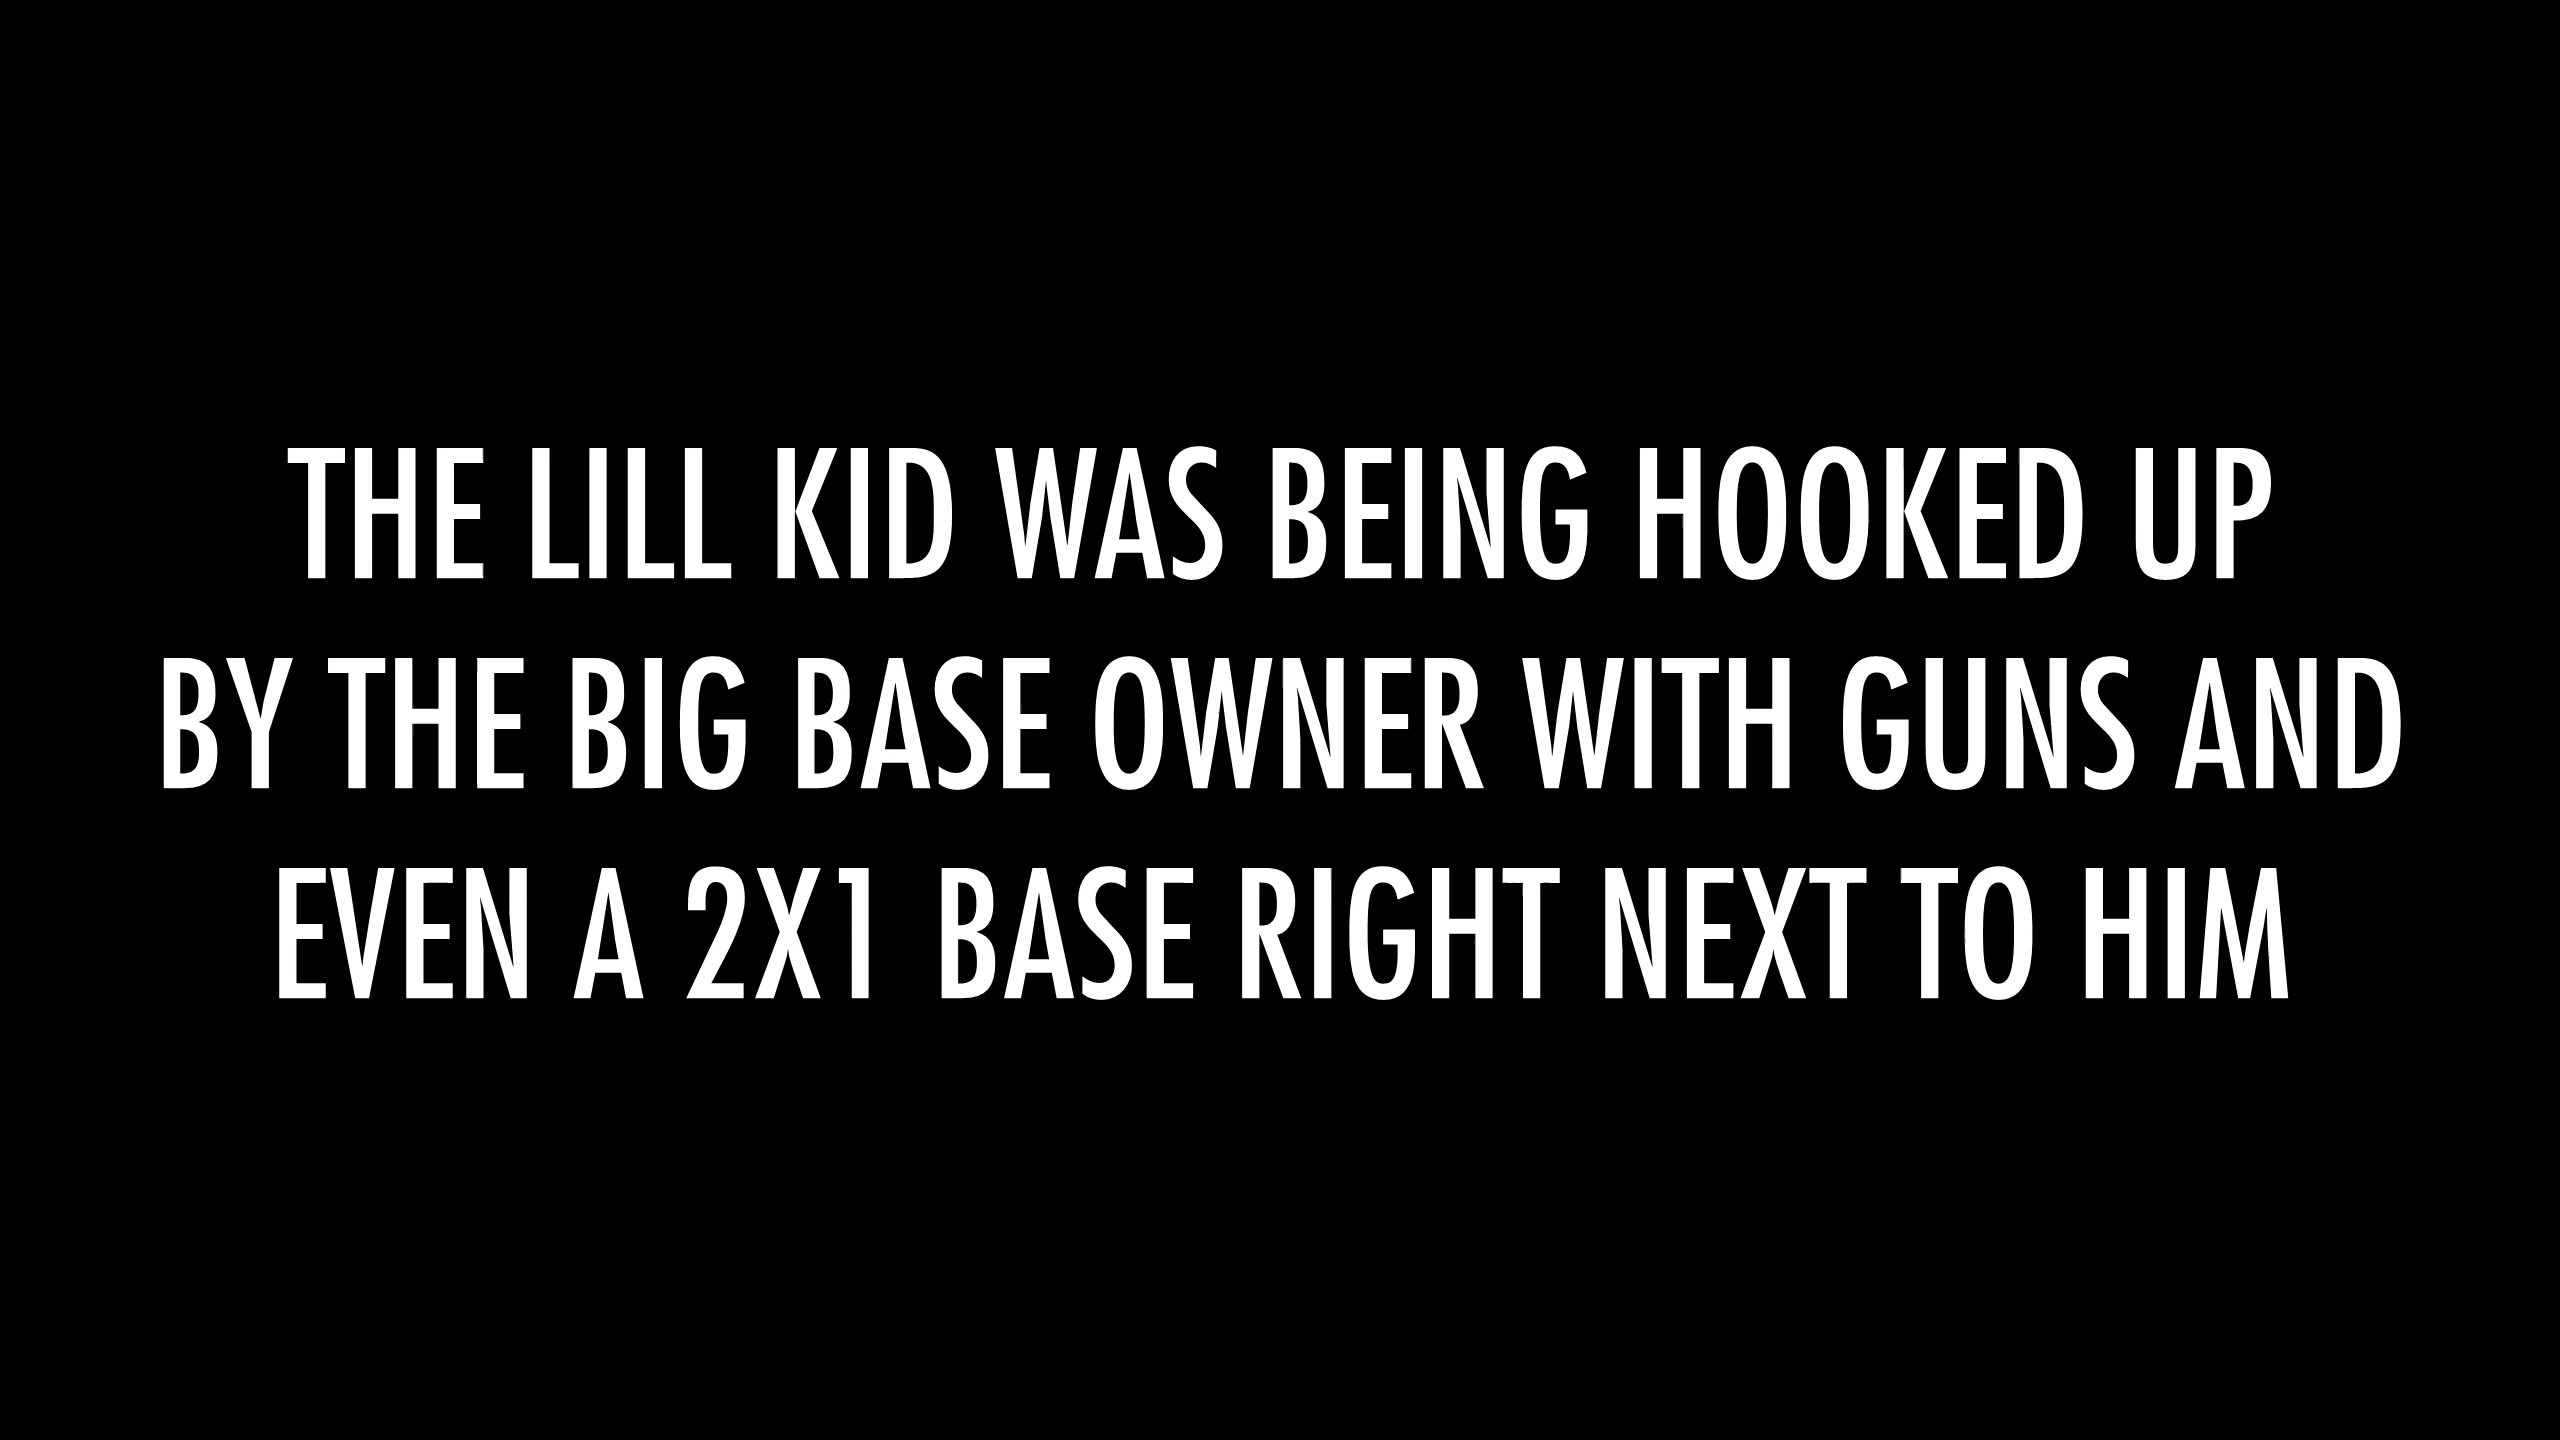 THE LILL KID WAS BEING HOOKED UP
BY THE BIG BASE OWNER WITH GUNS AND
EVEN A 2X1 BASE RIGHT NEXT TO HIM